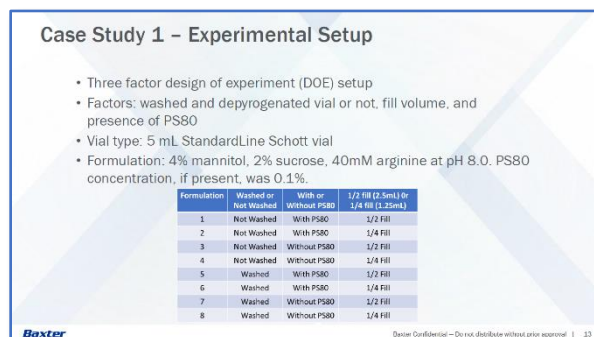 Case Study 1 – Experimental Setup
• Three factor design of experiment (DOE) setup
• Factors: washed and depyrogenated vial or not, fill volume, and
presence of PS80
• Vial type: 5 mL StandardLine Schott vial
• Formulation: 4% mannitol, 2% sucrose, 40mM arginine at pH 8.0. PS80
concentration, if present, was 0.1%.
Formulation Washed or Not Washed With or Without PS80 1/2 fill (2.5mL) 0r 1/4 fill (1.25mL)
1 Not Washed With PS80 1/2 Fill
2 Not Washed With PS80 1/4 Fill
3 Not Washed Without PS80 1/2 Fill
4 Not Washed Without PS80 1/4 Fill
5 Washed With PS80 1/2 Fill
6 Washed With PS80 1/4 Fill
7 Washed Without PS80 1/2 Fill
8 Washed Without PS80 1/4 Fill
Baxter
Baxter Confidential — Do not distribute without prior approval | 13